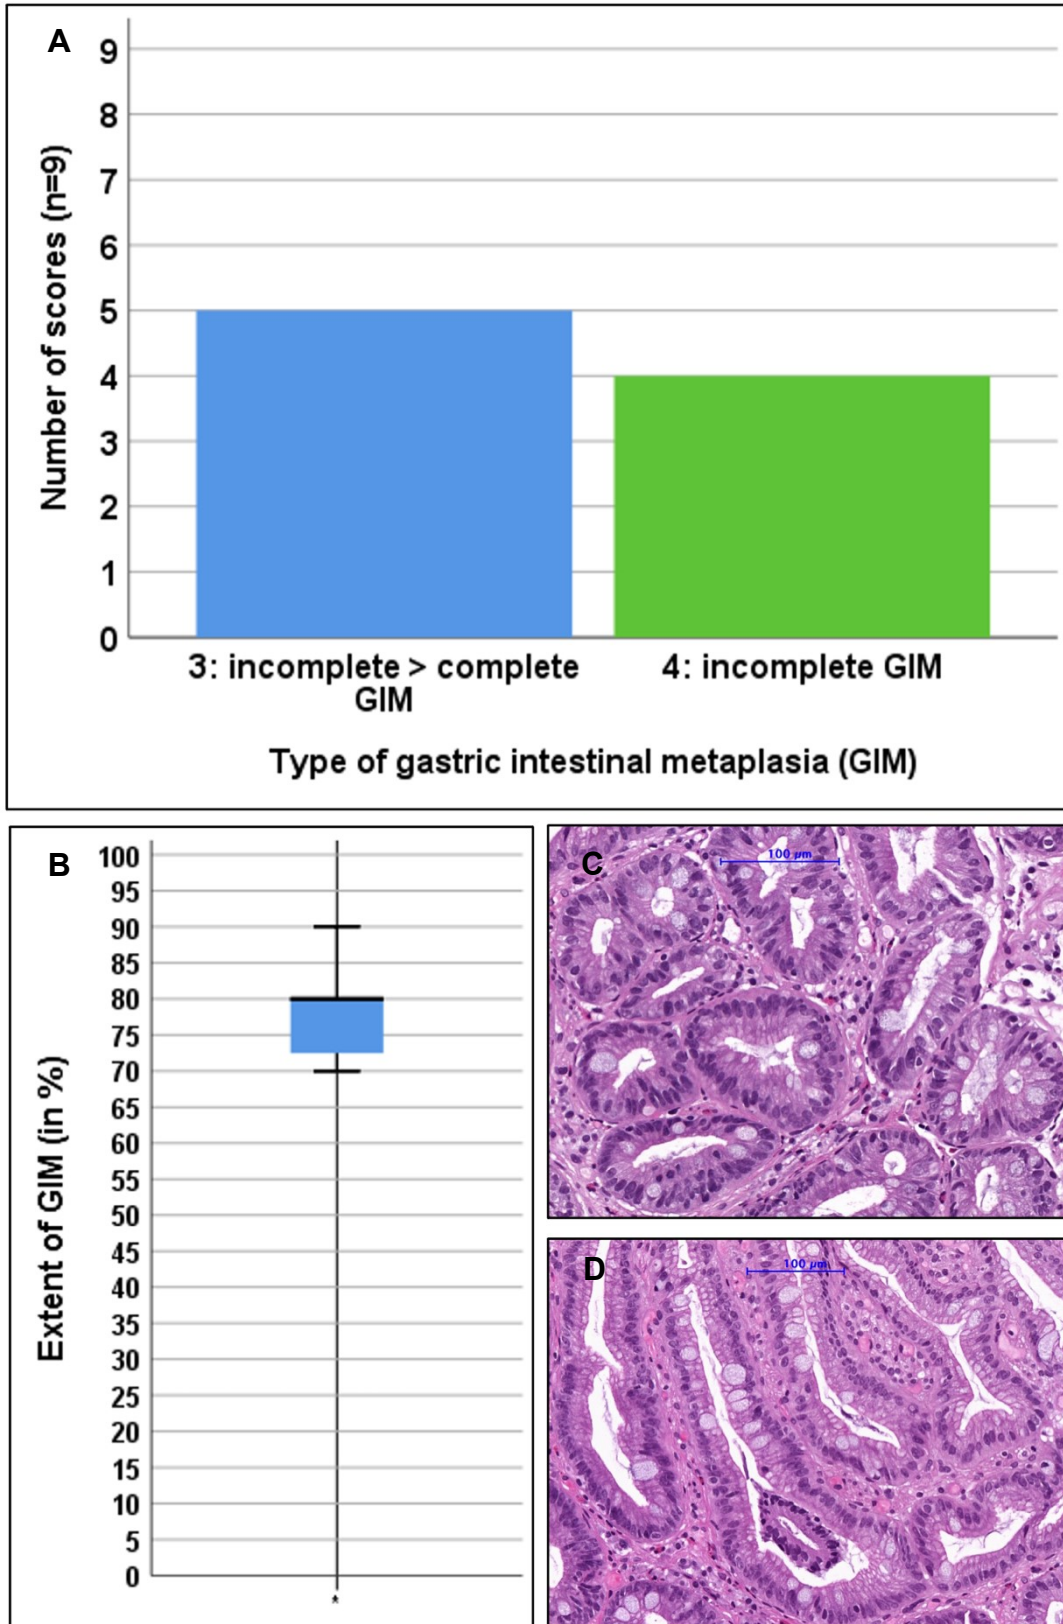 A
Number of scores (n=9)
9
8
7
6
5
4
3
2
1
0
3: incomplete > complete
GIM
4: incomplete GIM
Type of gastric intestinal metaplasia (GIM)
B
Extent of GIM (in %)
100
95
90
85
80
75
70
65
60
55
50
45
40
35
30
25
20
15
10
5
0
*
C
100 µm
D
100 µm